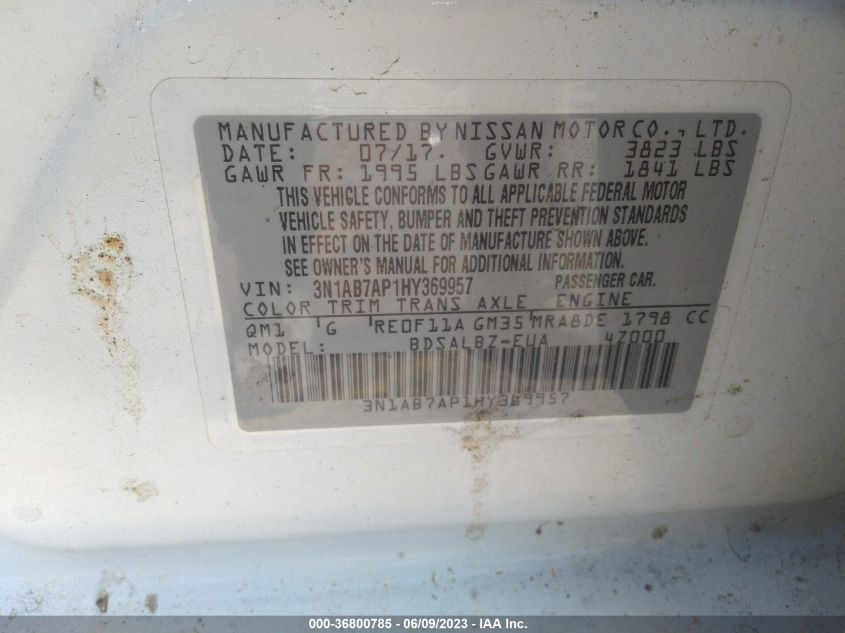 MANUFACTURED BY NISSAN MOTOR CO., LTD.
DATE: 07/17. GVWR: 3823 LBS
GAWR FR: 1995 LBS GAWR RR: 1841 LBS
THIS VEHICLE CONFORMS TO ALL APPLICABLE FEDERAL MOTOR
VEHICLE SAFETY, BUMPER AND THEFT PREVENTION STANDARDS
IN EFFECT ON THE DATE OF MANUFACTURE SHOWN ABOVE.
SEE OWNER'S MANUAL FOR ADDITIONAL INFORMATION.
VIN: 3N1AB7AP1HY369957 PASSENGER CAR.
COLOR TRIM TRANS AXLE ENGINE
QM1 G RE0F11A GM35 MRA8DE 1798 CC
MODEL: BDSALBZ-EUA 4Z000
3N1AB7AP1HY369957
000-36800785 - 06/09/2023 - IAA Inc.